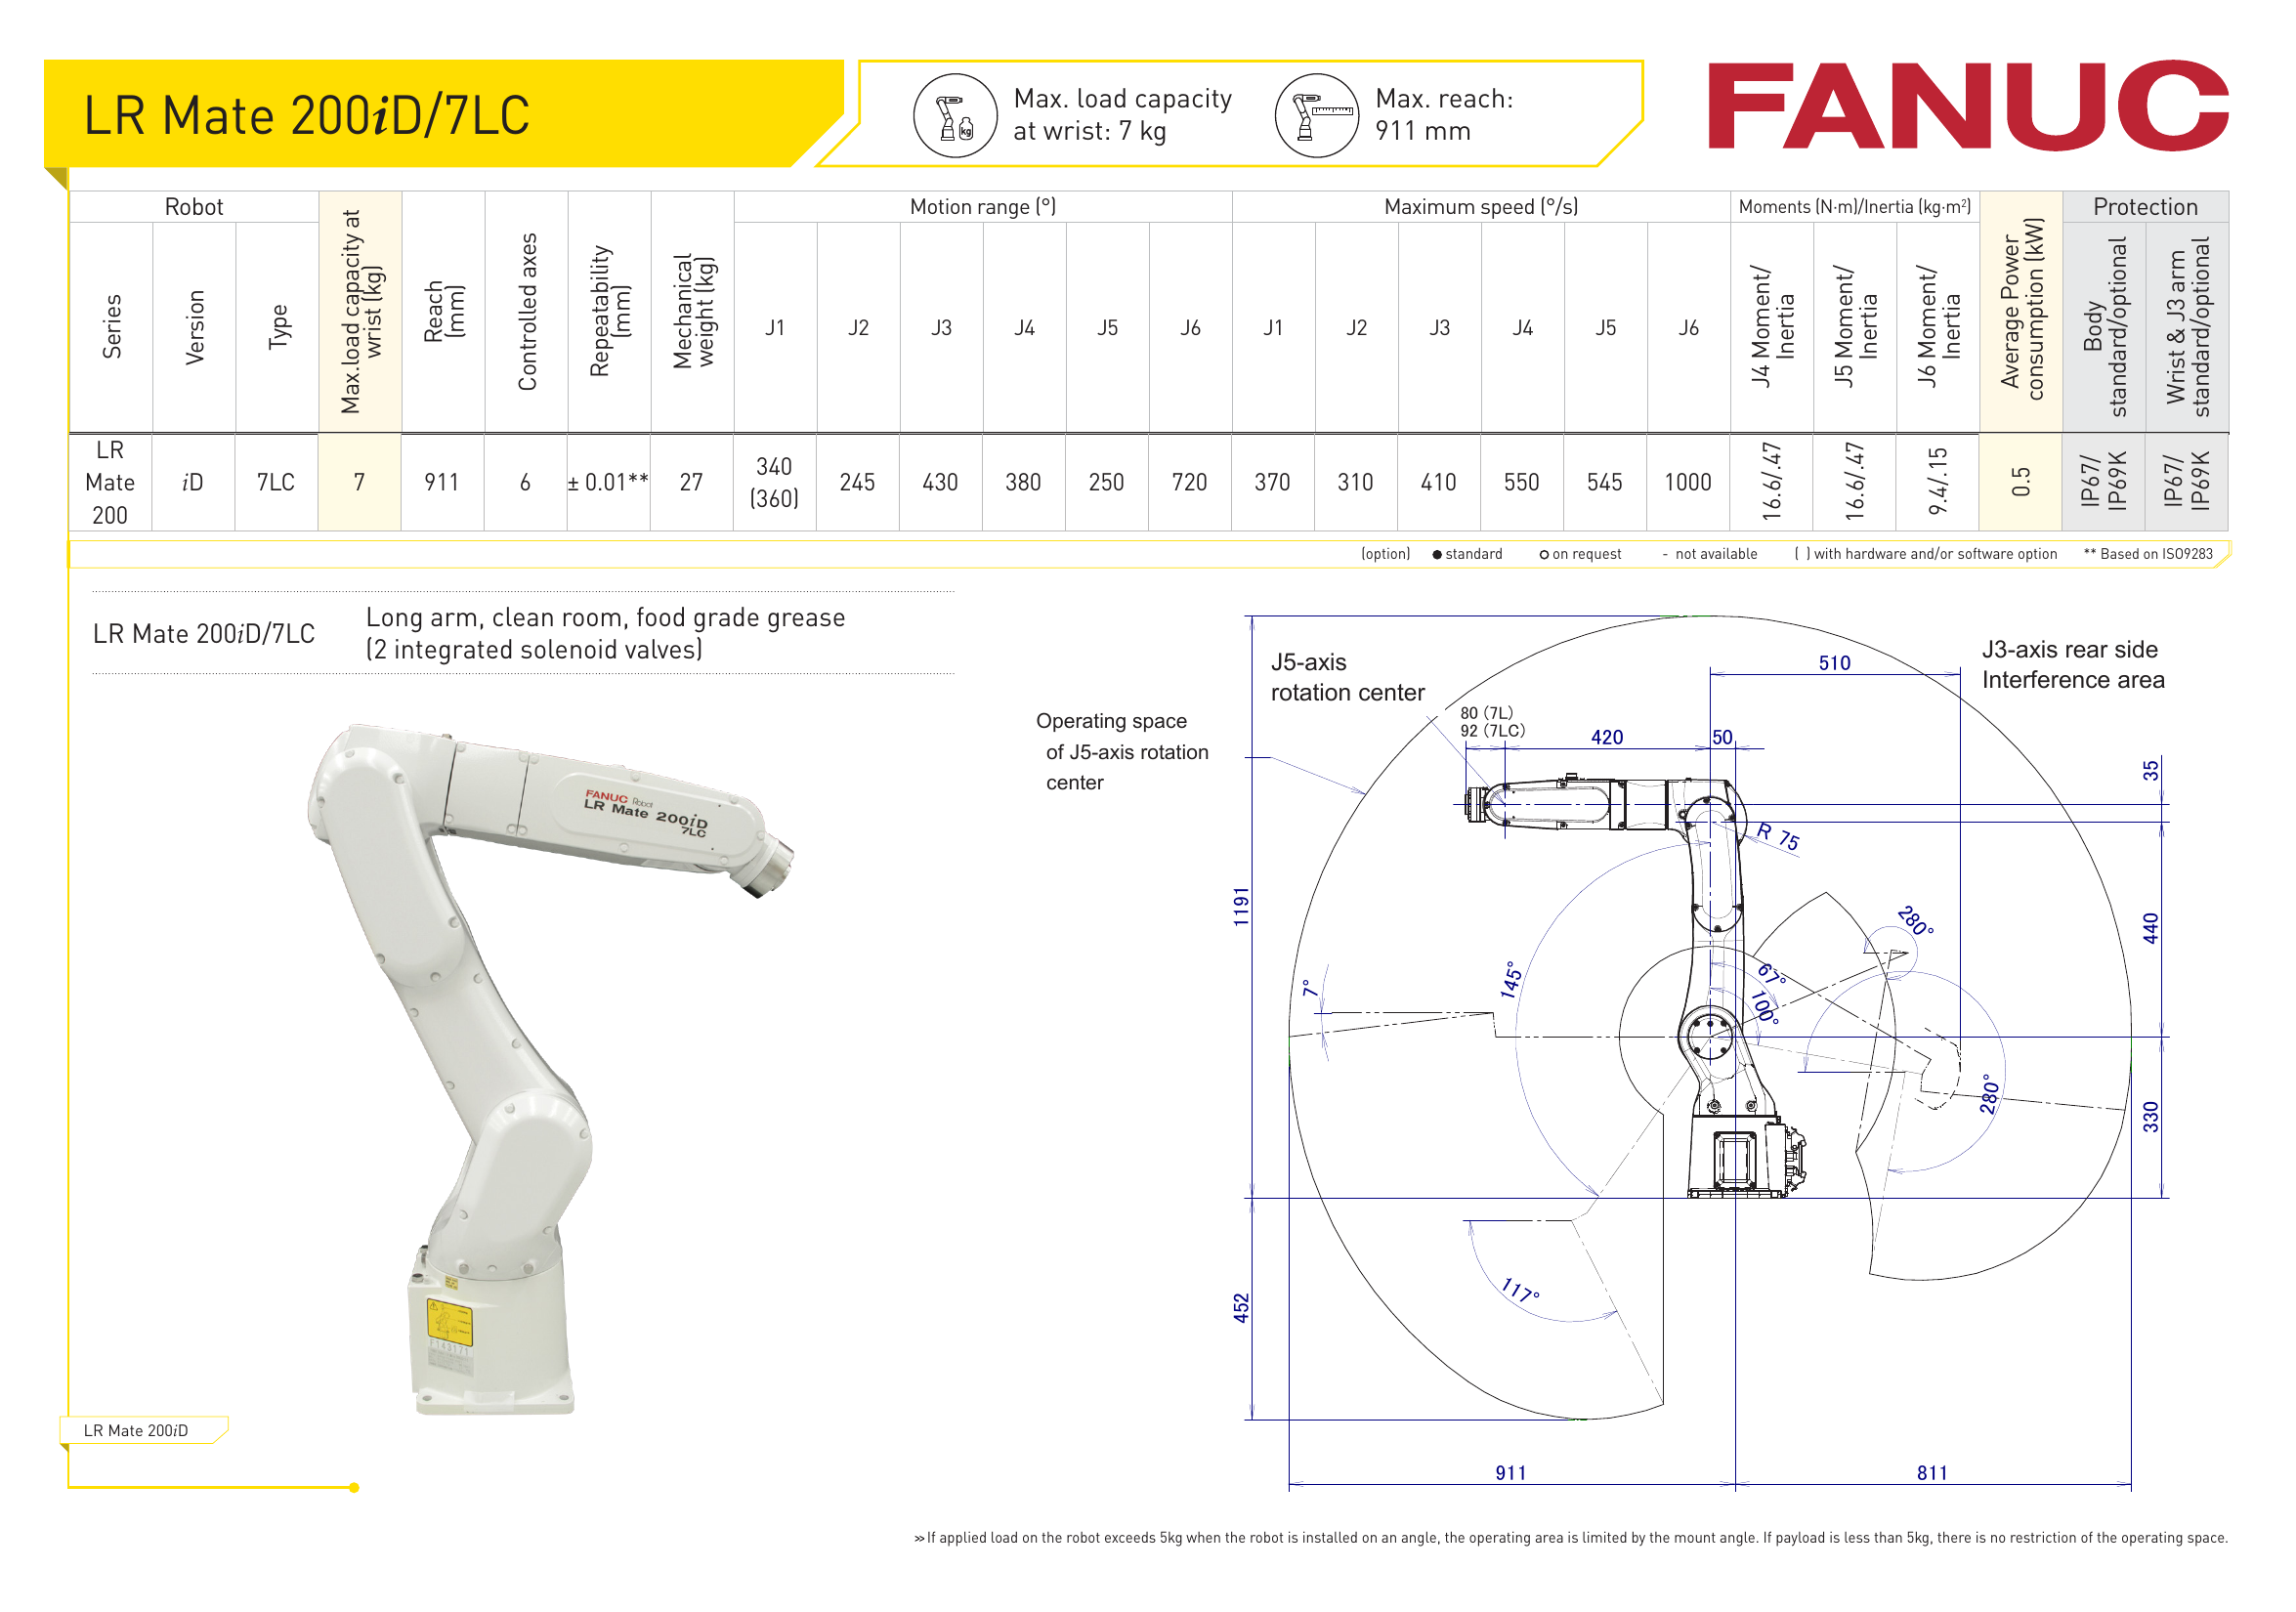 LR Mate 200iD/7LC
Max. load capacity
at wrist: 7 kg
Max. reach:
911 mm
FANUC
kg
Robot
Motion range (°)
Maximum speed (°/s)
Moments (N·m)/Inertia (kg·m²)
Protection
Series
Version
Type
Max.load capacity at
wrist (kg)
Reach
(mm)
Controlled axes
Repeatability
(mm)
Mechanical
weight (kg)
J1
J2
J3
J4
J5
J6
J1
J2
J3
J4
J5
J6
J4 Moment/
Inertia
J5 Moment/
Inertia
J6 Moment/
Inertia
Average Power
consumption (kW)
Body
standard/optional
Wrist & J3 arm
standard/optional
LR
Mate
200
iD
7LC
7
911
6
± 0.01**
27
340
(360)
245
430
380
250
720
370
310
410
550
545
1000
16.6/.47
16.6/.47
9.4/.15
0.5
IP67/
IP69K
IP67/
IP69K
(option) ● standard ○ on request - not available ( ) with hardware and/or software option ** Based on ISO9283
LR Mate 200iD/7LC
Long arm, clean room, food grade grease
(2 integrated solenoid valves)
FANUC Robot
LR Mate 200iD
7LC
F143171
J5-axis
rotation center
J3-axis rear side
Interference area
Operating space
of J5-axis rotation
center
510
80 (7L)
92 (7LC)
420
50
35
R 75
1191
440
280°
67°
100°
145°
7°
280°
330
117°
452
911
811
LR Mate 200iD
>> If applied load on the robot exceeds 5kg when the robot is installed on an angle, the operating area is limited by the mount angle. If payload is less than 5kg, there is no restriction of the operating space.